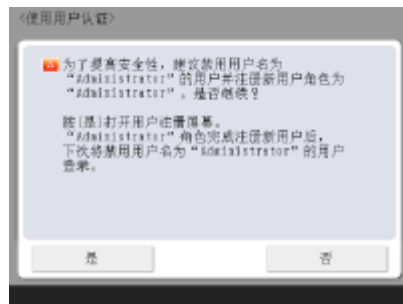 <使用用户认证>
为了提高安全性，建议禁用用户名为
“Administrator”的用户并注册新用户角色为
“Administrator”，是否继续？
按[是]打开用户注册屏幕。
“Administrator”角色完成注册新用户后，
下次将禁用用户名为“Administrator”的用户
登录。
是
否